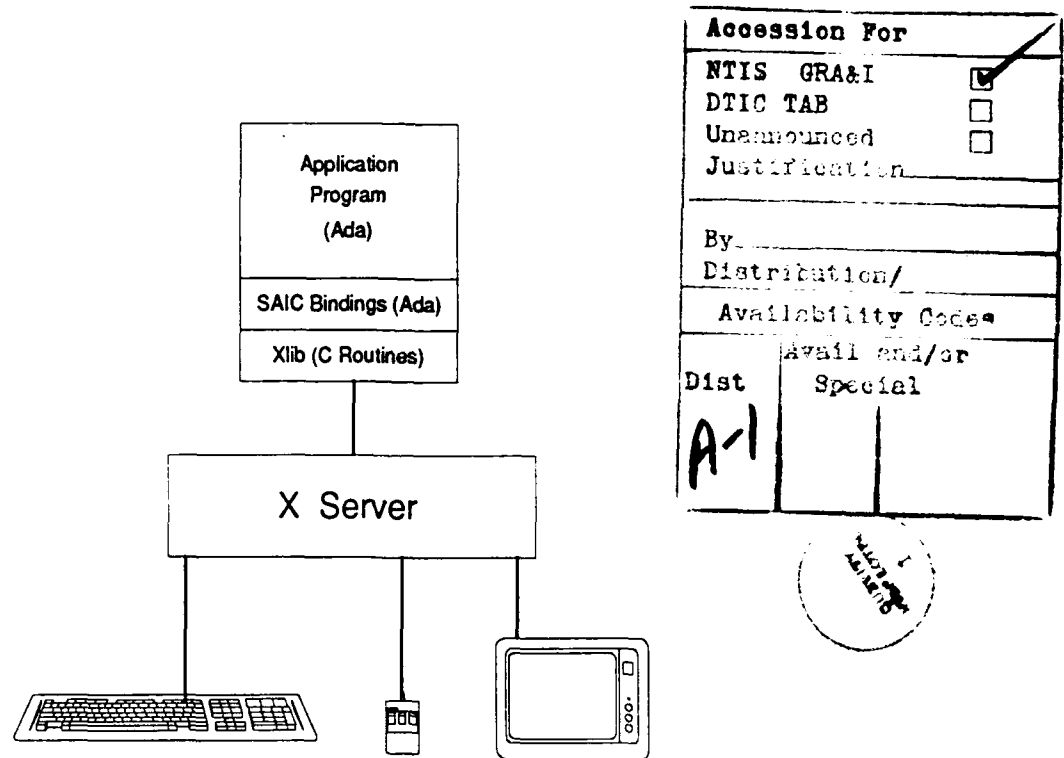 Application
Program
(Ada)
SAIC Bindings (Ada)
Xlib (C Routines)
X Server
Accession For
NTIS GRA&I
DTIC TAB
Unannounced
Justification
By
Distribution/
Availability Codes
Avail and/or
Dist Special
A-1